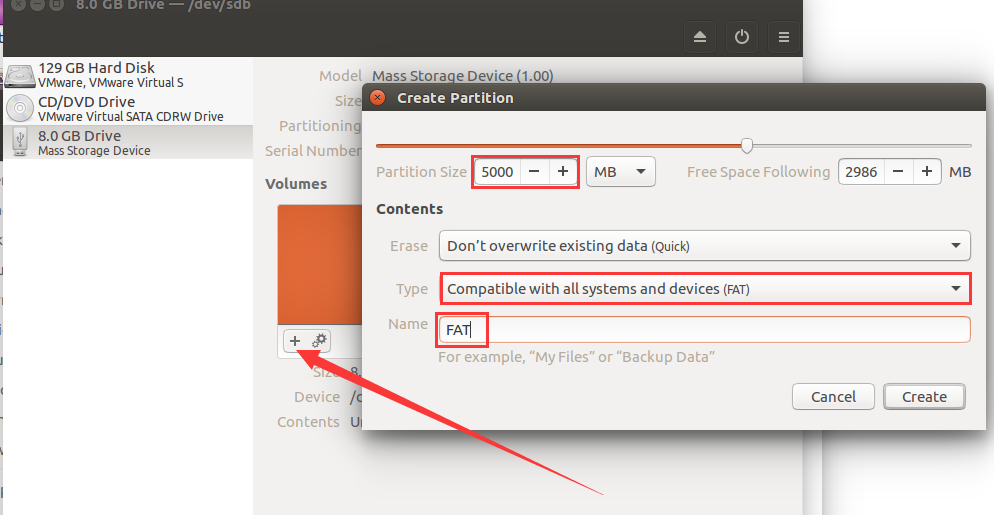 8.0 GB Drive — /dev/sdb
129 GB Hard Disk
VMware, VMware Virtual S
CD/DVD Drive
VMware Virtual SATA CDRW Drive
8.0 GB Drive
Mass Storage Device
Model Mass Storage Device (1.00)
Size
Partitioning
Serial Number
Volumes
Size 8.
Device
Contents
Create Partition
Partition Size 5000 − + MB Free Space Following 2986 − + MB
Contents
Erase Don’t overwrite existing data (Quick)
Type Compatible with all systems and devices (FAT)
Name FAT
For example, “My Files” or “Backup Data”
Cancel Create